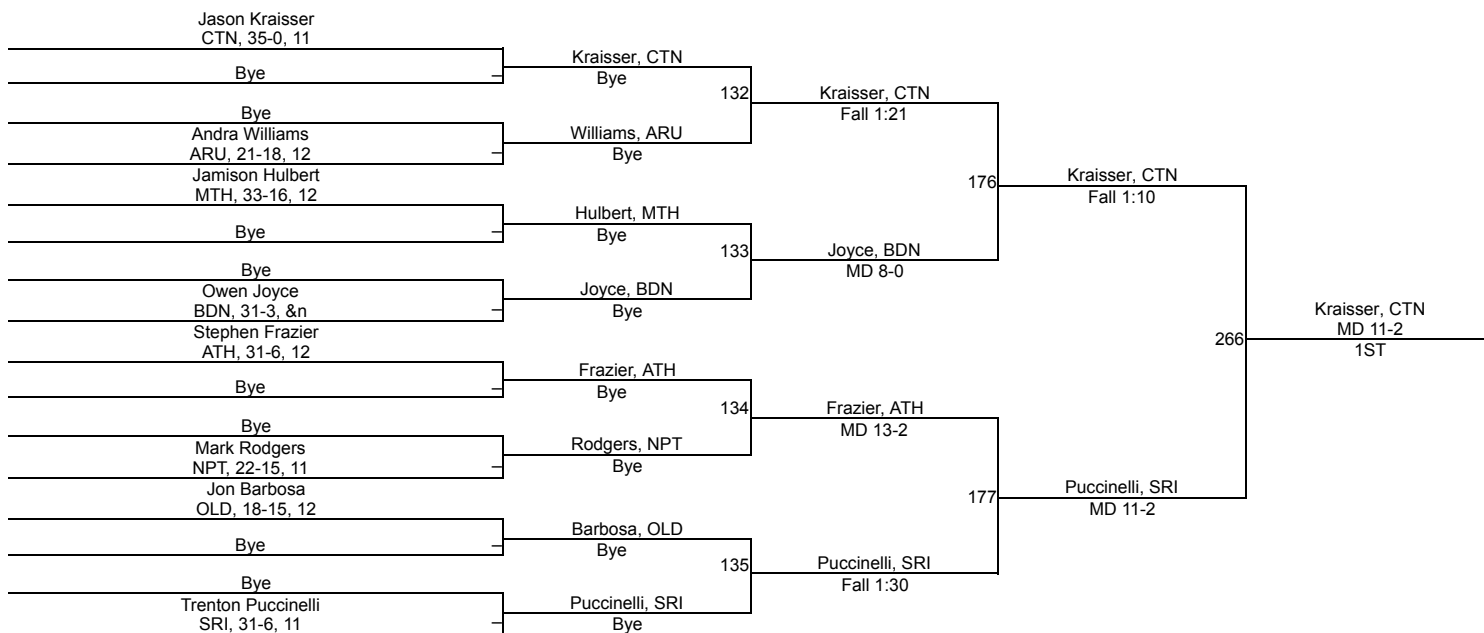 Jason Kraisser
CTN, 35-0, 11
Bye
Bye
Andra Williams
ARU, 21-18, 12
Jamison Hulbert
MTH, 33-16, 12
Bye
Bye
Owen Joyce
BDN, 31-3, &n
Stephen Frazier
ATH, 31-6, 12
Bye
Bye
Mark Rodgers
NPT, 22-15, 11
Jon Barbosa
OLD, 18-15, 12
Bye
Bye
Trenton Puccinelli
SRI, 31-6, 11
Kraisser, CTN
Bye
Williams, ARU
Bye
Hulbert, MTH
Bye
Joyce, BDN
Bye
Frazier, ATH
Bye
Rodgers, NPT
Bye
Barbosa, OLD
Bye
Puccinelli, SRI
Bye
132
133
134
135
Kraisser, CTN
Fall 1:21
Joyce, BDN
MD 8-0
Frazier, ATH
MD 13-2
Puccinelli, SRI
Fall 1:30
176
177
Kraisser, CTN
Fall 1:10
Puccinelli, SRI
MD 11-2
266
Kraisser, CTN
MD 11-2
1ST